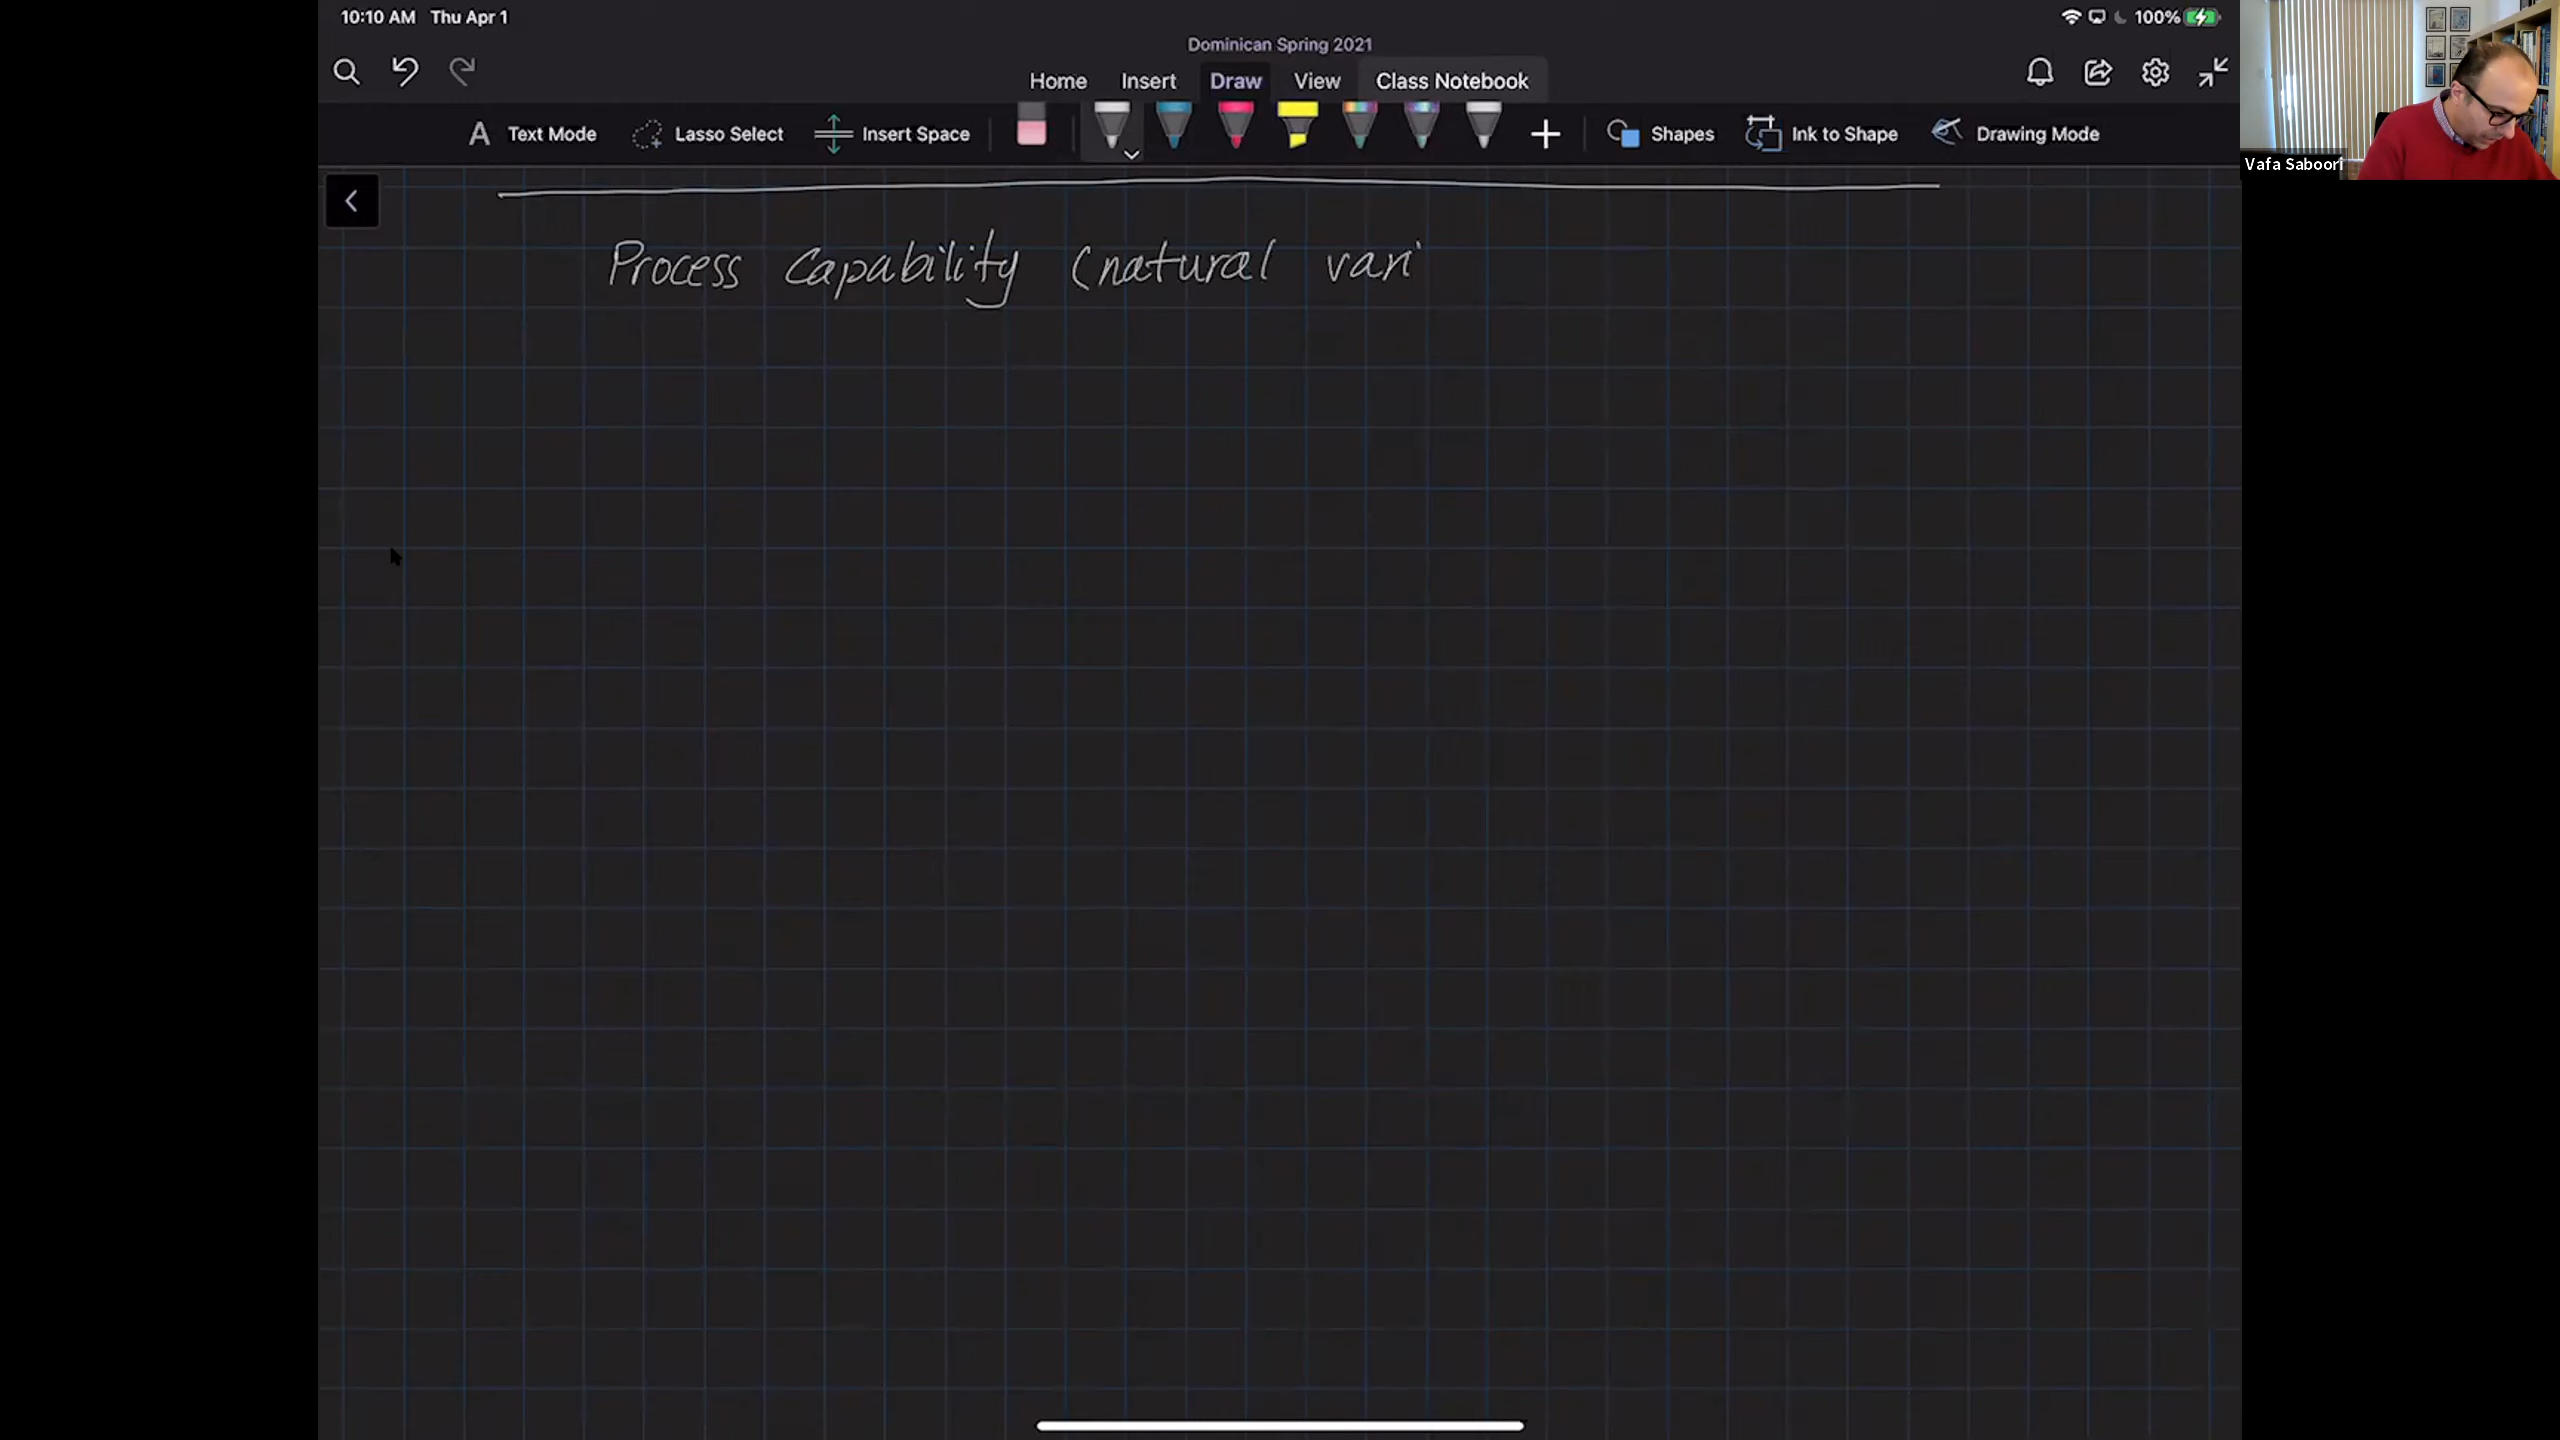 10:10 AM Thu Apr 1
100%
Dominican Spring 2021
Home Insert Draw View Class Notebook
A Text Mode Lasso Select Insert Space Shapes Ink to Shape Drawing Mode
Vafa Saboori
Process Capability (natural vari